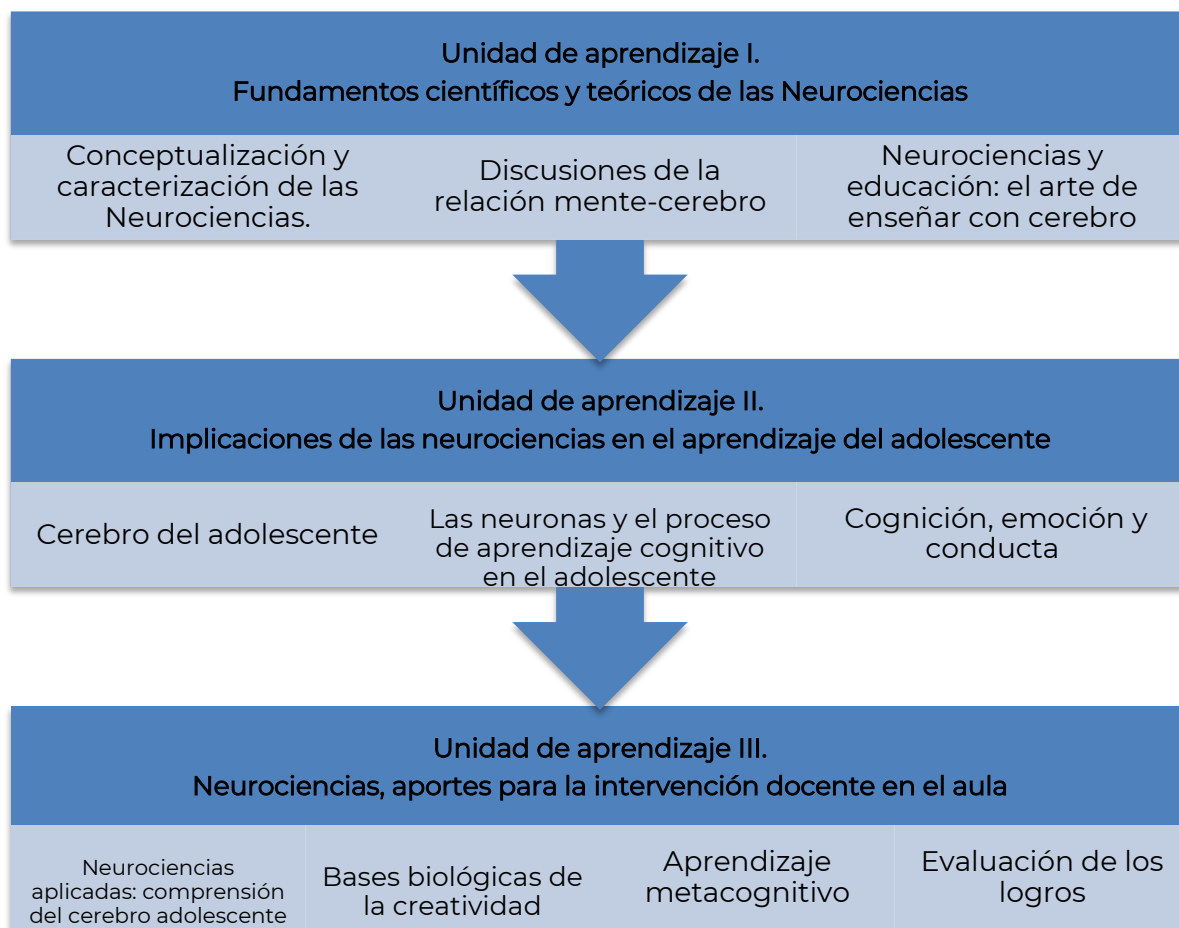 Unidad de aprendizaje I.
Fundamentos científicos y teóricos de las Neurociencias
Conceptualización y
caracterización de las
Neurociencias.
Discusiones de la
relación mente-cerebro
Neurociencias y
educación: el arte de
enseñar con cerebro
Unidad de aprendizaje II.
Implicaciones de las neurociencias en el aprendizaje del adolescente
Cerebro del adolescente
Las neuronas y el proceso
de aprendizaje cognitivo
en el adolescente
Cognición, emoción y
conducta
Unidad de aprendizaje III.
Neurociencias, aportes para la intervención docente en el aula
Neurociencias
aplicadas: comprensión
del cerebro adolescente
Bases biológicas de
la creatividad
Aprendizaje
metacognitivo
Evaluación de los
logros